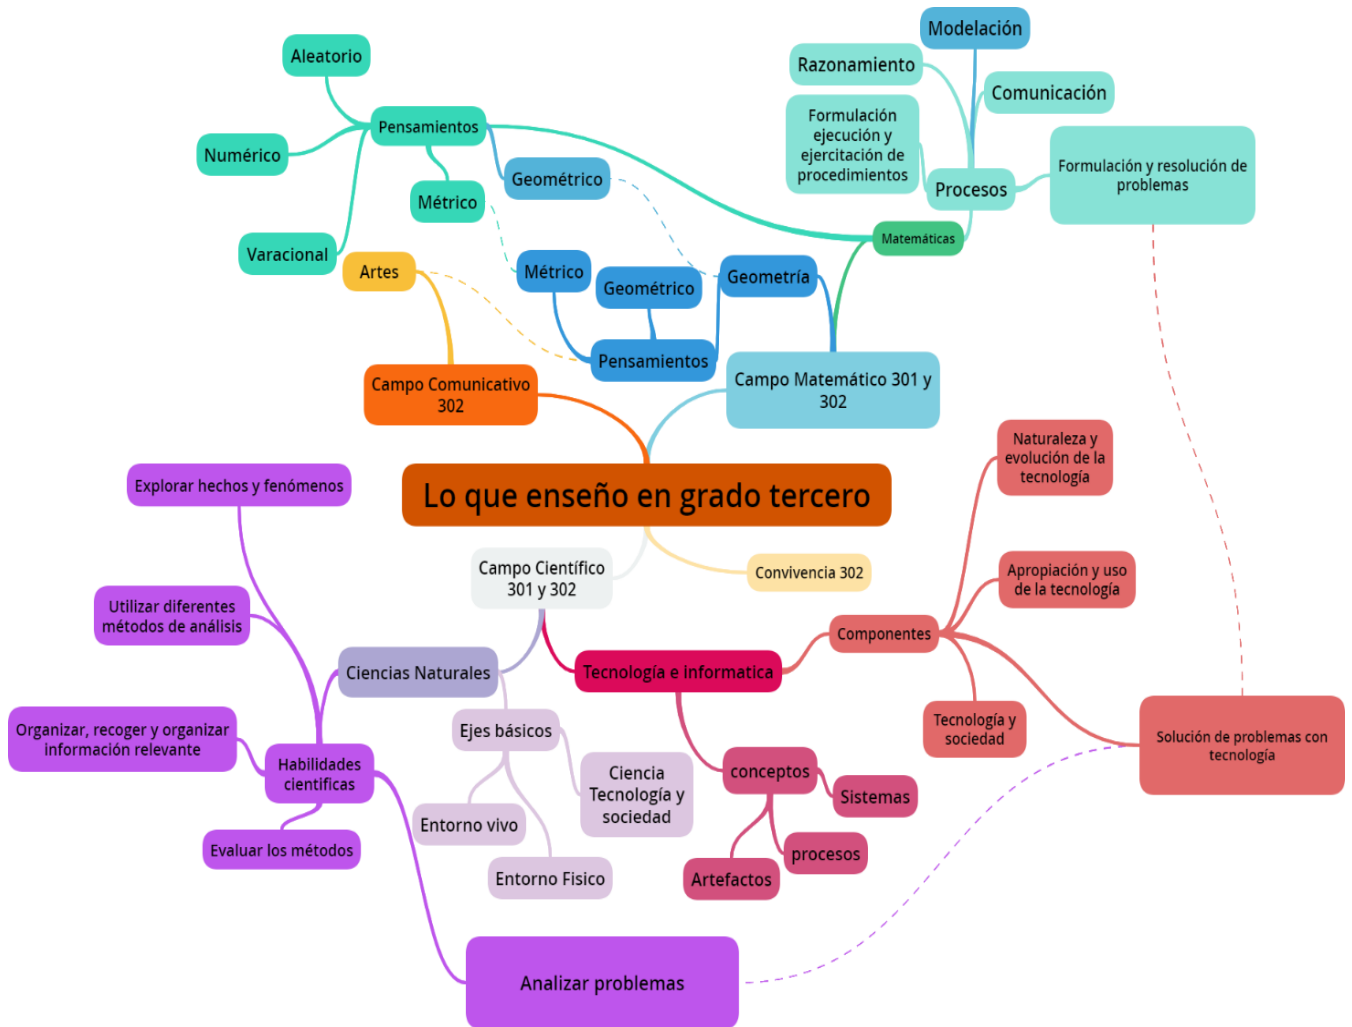 Modelación
Aleatorio
Razonamiento
Comunicación
Formulación
ejecución y
ejercitación de
procedimientos
Pensamientos
Numérico
Geométrico
Métrico
Formulación y resolución de
problemas
Procesos
Matemáticas
Varacional
Artes
Métrico
Geométrico
Geometría
Pensamientos
Campo Comunicativo
302
Campo Matemático 301 y
302
Lo que enseño en grado tercero
Naturaleza y
evolución de la
tecnología
Explorar hechos y fenómenos
Campo Científico
301 y 302
Convivencia 302
Apropiación y uso
de la tecnología
Utilizar diferentes
métodos de análisis
Componentes
Ciencias Naturales
Tecnología e informatica
Organizar, recoger y organizar
información relevante
Ejes básicos
Tecnología y
sociedad
Solución de problemas con
tecnología
Habilidades
cientificas
conceptos
Ciencia
Tecnología y
sociedad
Sistemas
Entorno vivo
Evaluar los métodos
procesos
Entorno Fisico
Artefactos
Analizar problemas